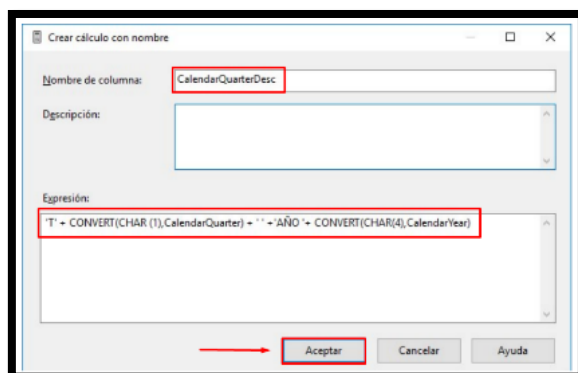 Crear cálculo con nombre
Nombre de columna: CalendarQuarterDesc
Descripción:
Expresión:
'T' + CONVERT(CHAR (1),CalendarQuarter) + ' ' +'AÑO '+ CONVERT(CHAR(4),CalendarYear)
Aceptar Cancelar Ayuda